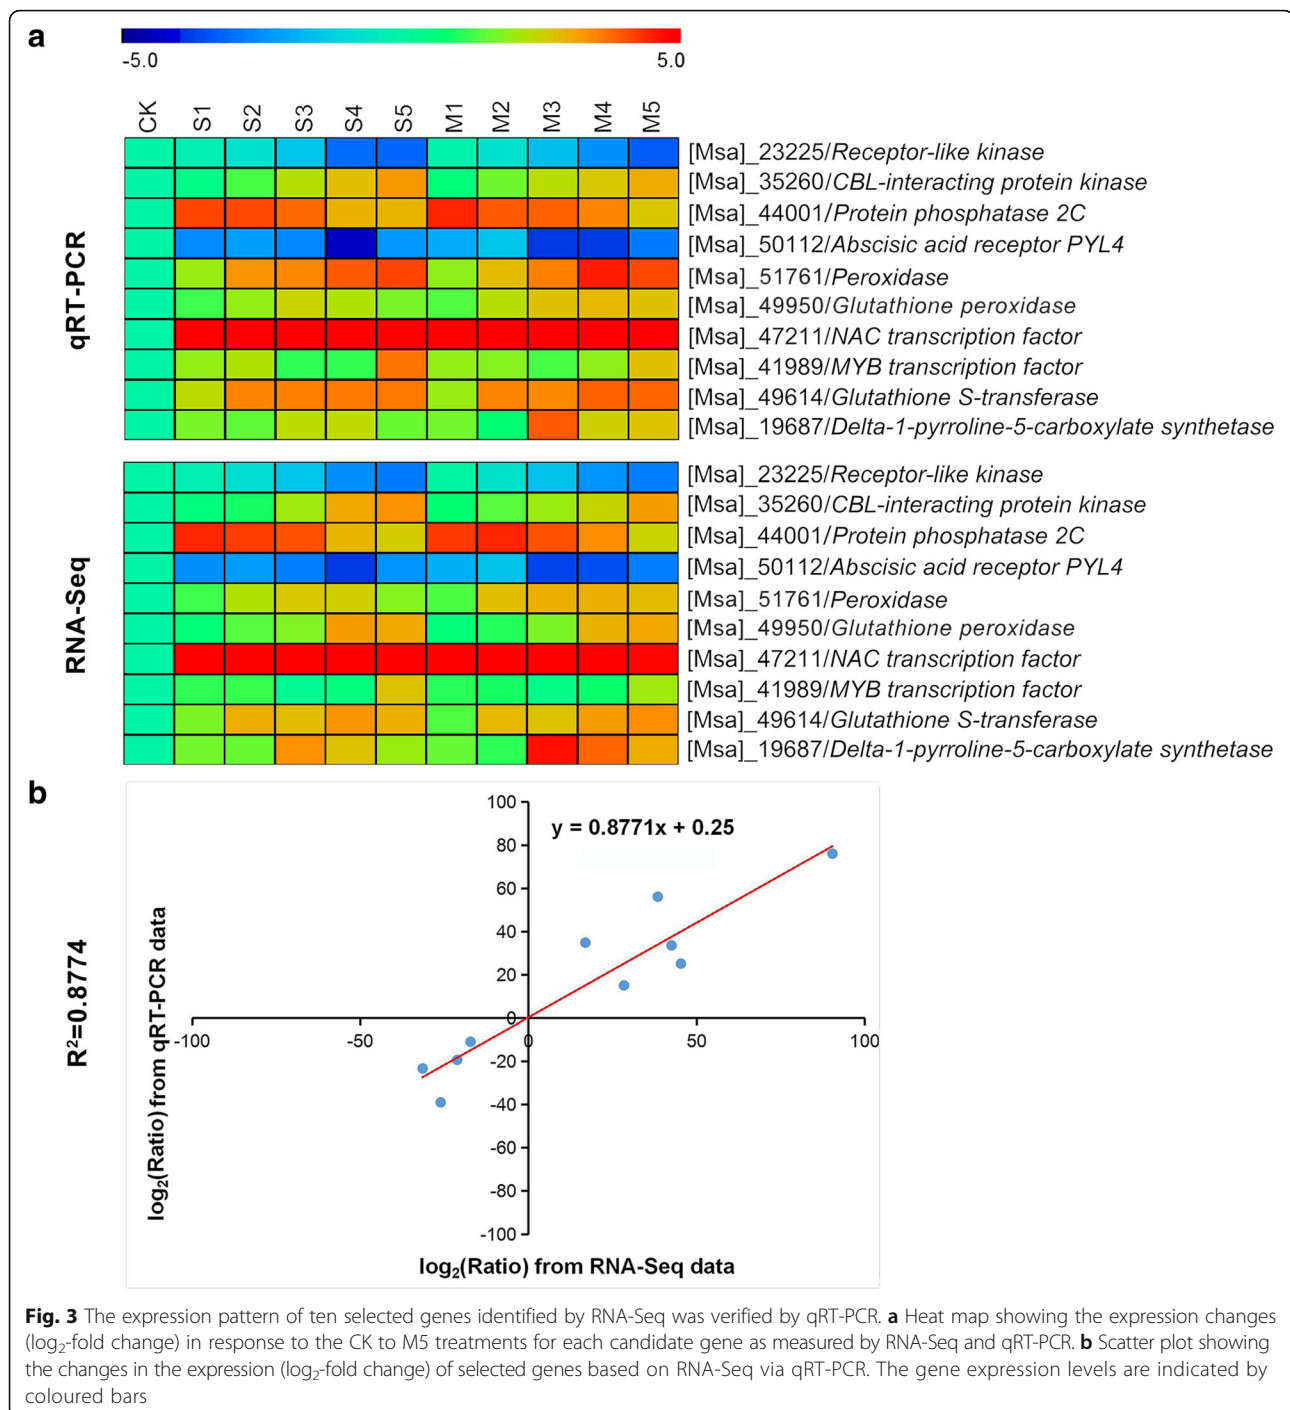 a
-5.0 5.0
CK S1 S2 S3 S4 S5 M1 M2 M3 M4 M5
qRT-PCR
[Msa]_23225/Receptor-like kinase
[Msa]_35260/CBL-interacting protein kinase
[Msa]_44001/Protein phosphatase 2C
[Msa]_50112/Abscisic acid receptor PYL4
[Msa]_51761/Peroxidase
[Msa]_49950/Glutathione peroxidase
[Msa]_47211/NAC transcription factor
[Msa]_41989/MYB transcription factor
[Msa]_49614/Glutathione S-transferase
[Msa]_19687/Delta-1-pyrroline-5-carboxylate synthetase
RNA-Seq
[Msa]_23225/Receptor-like kinase
[Msa]_35260/CBL-interacting protein kinase
[Msa]_44001/Protein phosphatase 2C
[Msa]_50112/Abscisic acid receptor PYL4
[Msa]_51761/Peroxidase
[Msa]_49950/Glutathione peroxidase
[Msa]_47211/NAC transcription factor
[Msa]_41989/MYB transcription factor
[Msa]_49614/Glutathione S-transferase
[Msa]_19687/Delta-1-pyrroline-5-carboxylate synthetase
b
R²=0.8774
log₂(Ratio) from qRT-PCR data
y = 0.8771x + 0.25
100
80
60
40
20
0
-20
-40
-60
-80
-100
-100 -50 0 50 100
log₂(Ratio) from RNA-Seq data
Fig. 3 The expression pattern of ten selected genes identified by RNA-Seq was verified by qRT-PCR. a Heat map showing the expression changes
(log₂-fold change) in response to the CK to M5 treatments for each candidate gene as measured by RNA-Seq and qRT-PCR. b Scatter plot showing
the changes in the expression (log₂-fold change) of selected genes based on RNA-Seq via qRT-PCR. The gene expression levels are indicated by
coloured bars